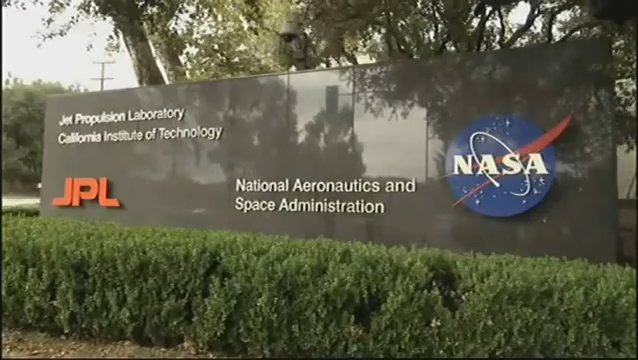 Jet Propulsion Laboratory
California Institute of Technology
JPL
National Aeronautics and
Space Administration
NASA